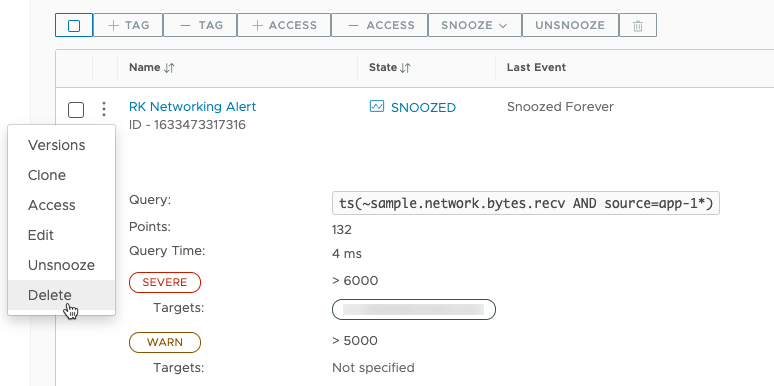 + TAG — TAG + ACCESS — ACCESS SNOOZE UNSNOOZE
Name State Last Event
RK Networking Alert SNOOZED Snoozed Forever
ID - 1633473317316
Versions
Clone
Access
Edit
Unsnooze
Delete
Query: ts(~sample.network.bytes.recv AND source=app-1*)
Points: 132
Query Time: 4 ms
SEVERE > 6000
Targets:
WARN > 5000
Targets: Not specified